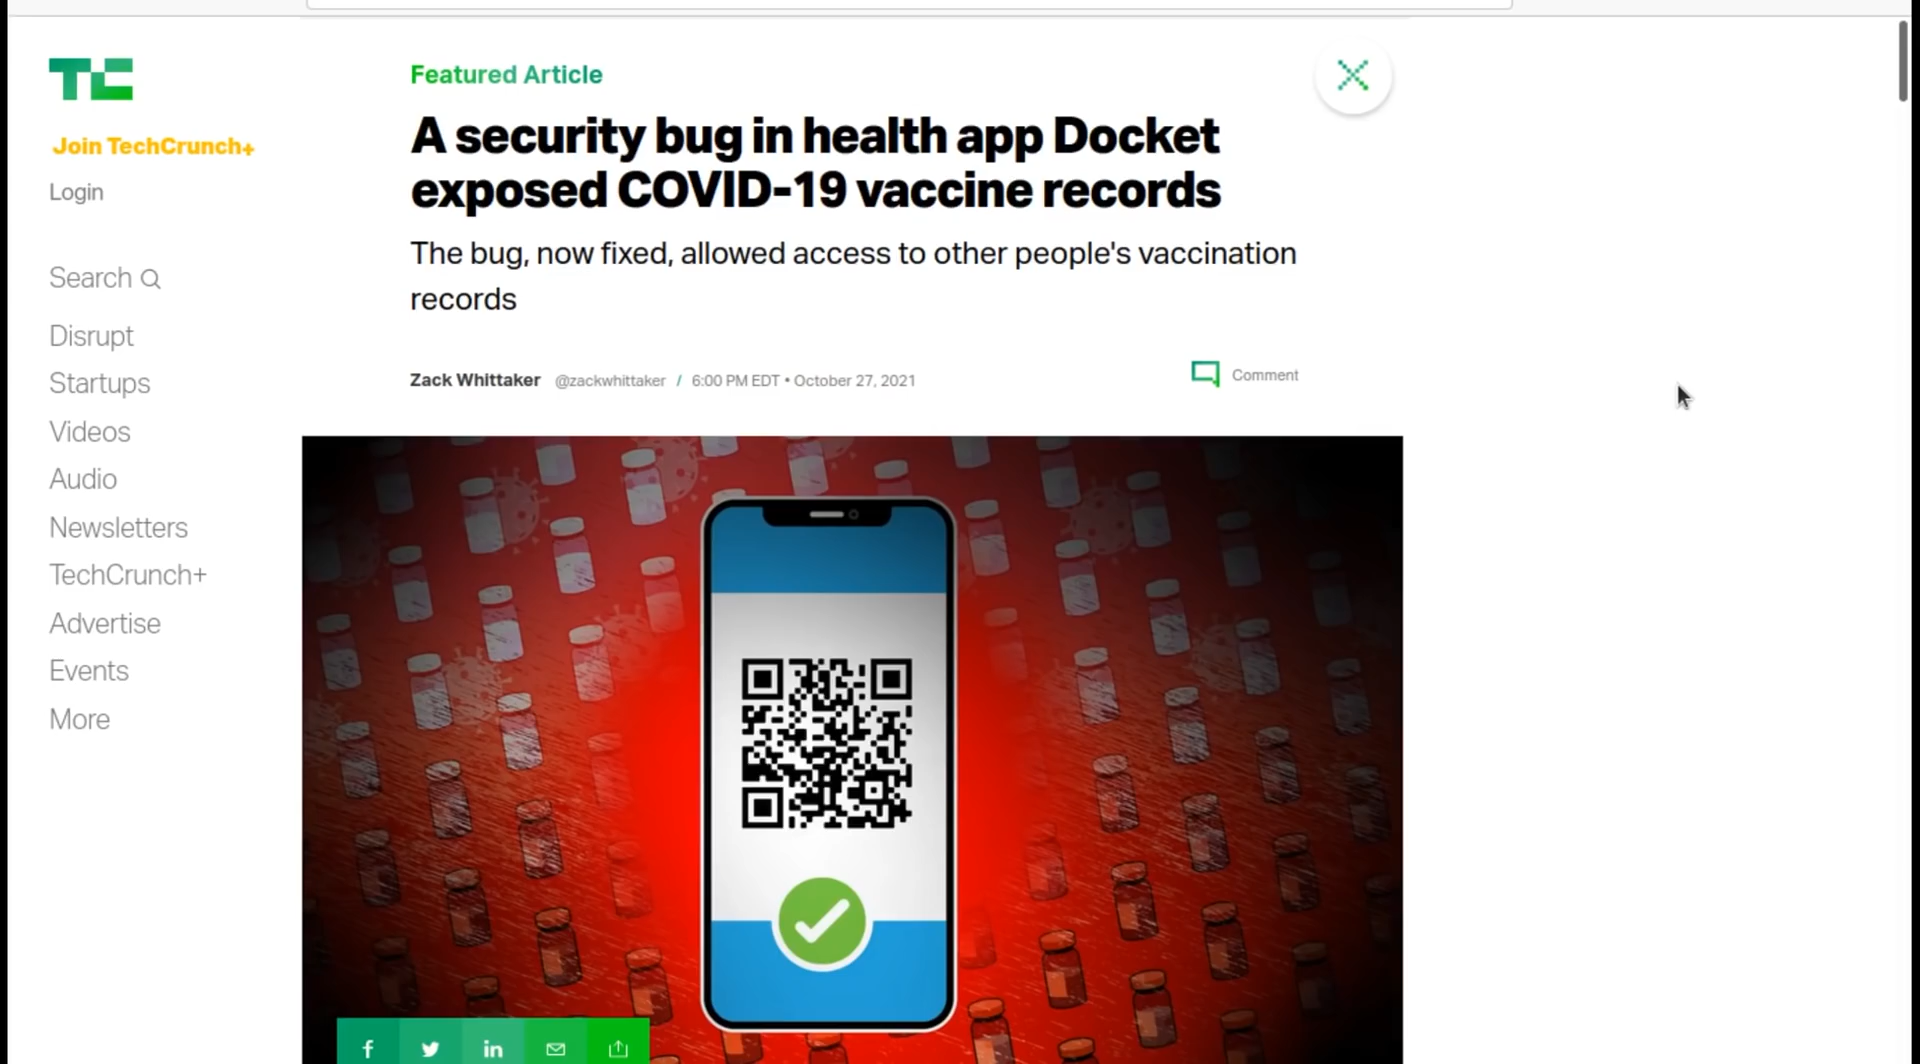 TC
Join TechCrunch+
Login
Search
Disrupt
Startups
Videos
Audio
Newsletters
TechCrunch+
Advertise
Events
More
Featured Article
A security bug in health app Docket
exposed COVID-19 vaccine records
The bug, now fixed, allowed access to other people's vaccination
records
Zack Whittaker @zackwhittaker / 6:00 PM EDT • October 27, 2021
Comment
f
in